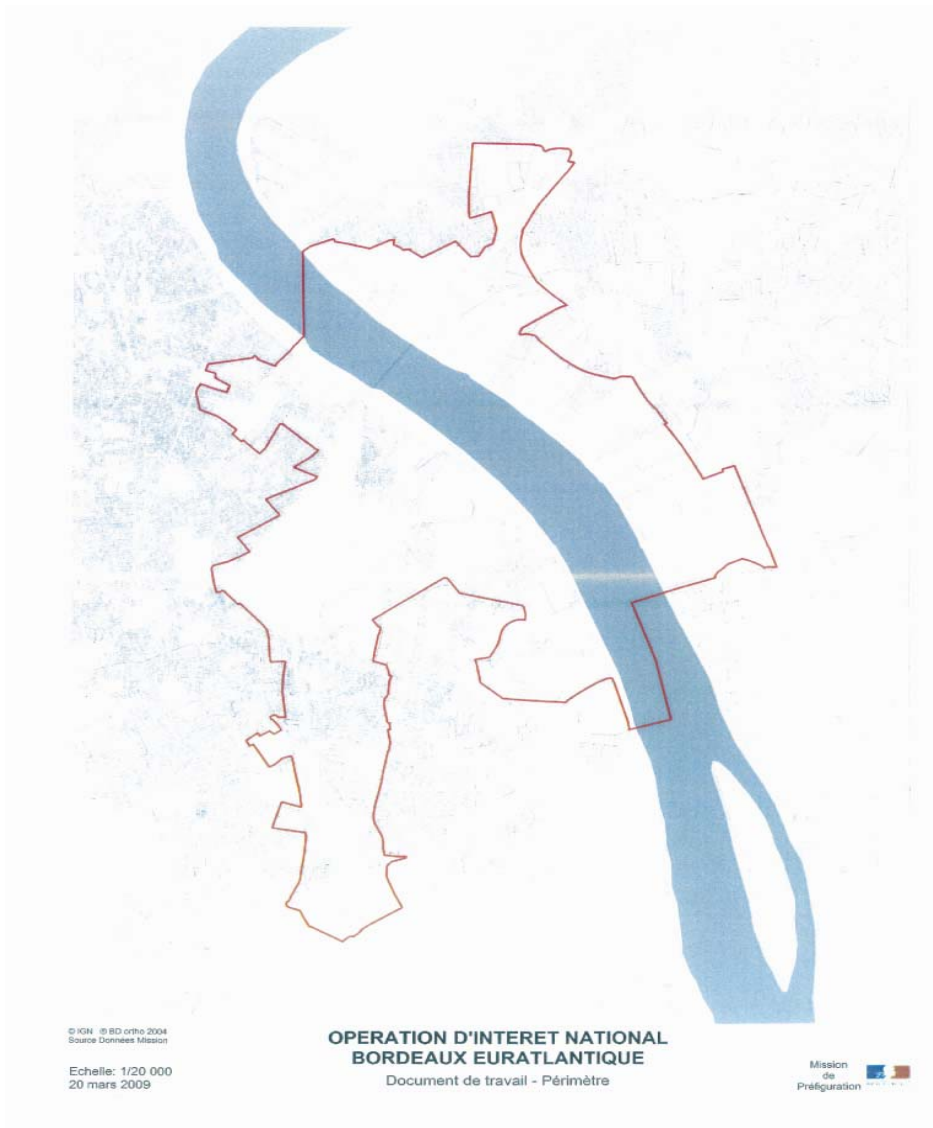 © IGN ® BD ortho 2004
Source Données Mission
Echelle: 1/20 000
20 mars 2009
OPERATION D'INTERET NATIONAL
BORDEAUX EURATLANTIQUE
Document de travail - Périmètre
Mission
de
Préfiguration